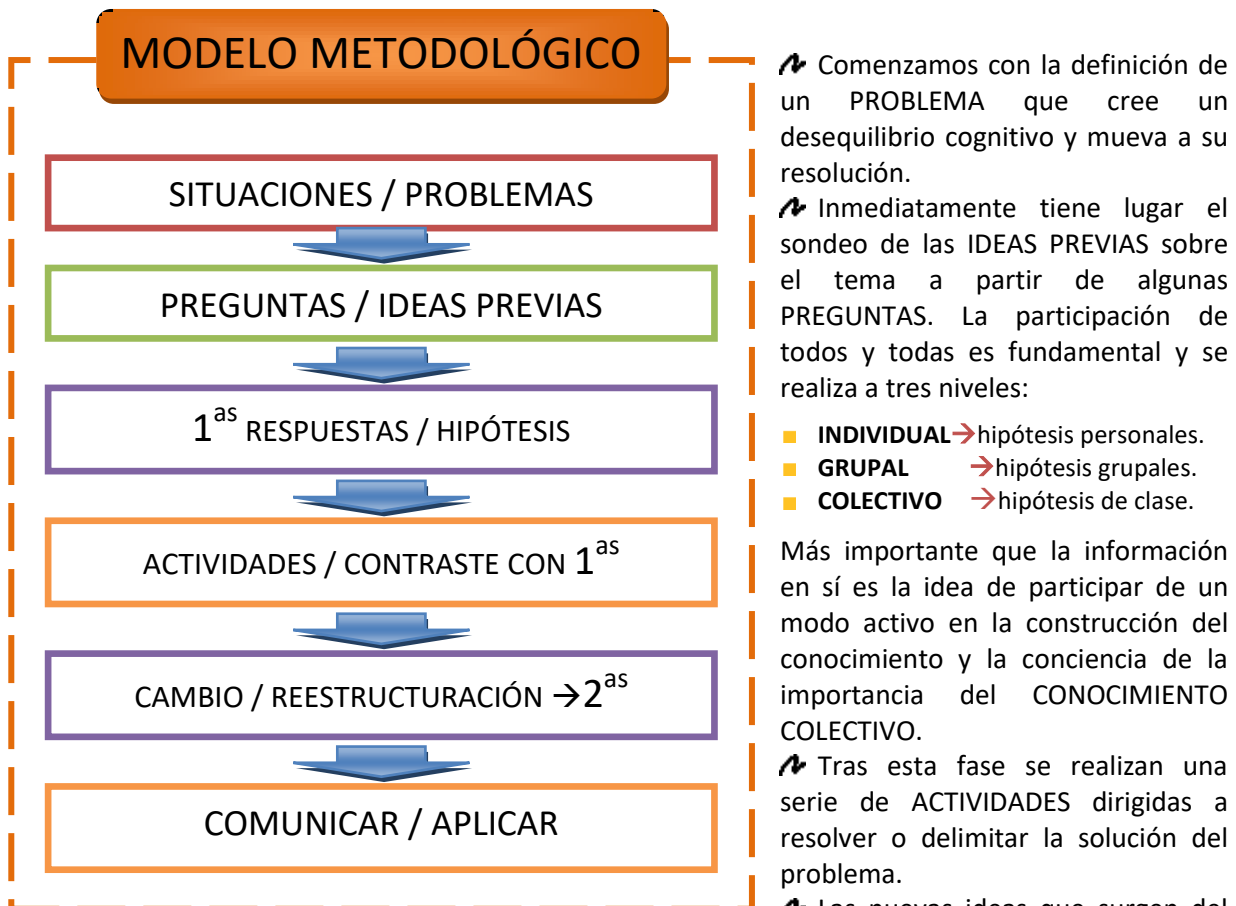 MODELO METODOLÓGICO
SITUACIONES / PROBLEMAS
PREGUNTAS / IDEAS PREVIAS
1as RESPUESTAS / HIPÓTESIS
ACTIVIDADES / CONTRASTE CON 1as
CAMBIO / REESTRUCTURACIÓN →2as
COMUNICAR / APLICAR
Comenzamos con la definición de
un PROBLEMA que cree un
desequilibrio cognitivo y mueva a su
resolución.
Inmediatamente tiene lugar el
sondeo de las IDEAS PREVIAS sobre
el tema a partir de algunas
PREGUNTAS. La participación de
todos y todas es fundamental y se
realiza a tres niveles:
INDIVIDUAL→hipótesis personales.
GRUPAL →hipótesis grupales.
COLECTIVO →hipótesis de clase.
Más importante que la información
en sí es la idea de participar de un
modo activo en la construcción del
conocimiento y la conciencia de la
importancia del CONOCIMIENTO
COLECTIVO.
Tras esta fase se realizan una
serie de ACTIVIDADES dirigidas a
resolver o delimitar la solución del
problema.
Las nuevas ideas que surgen del